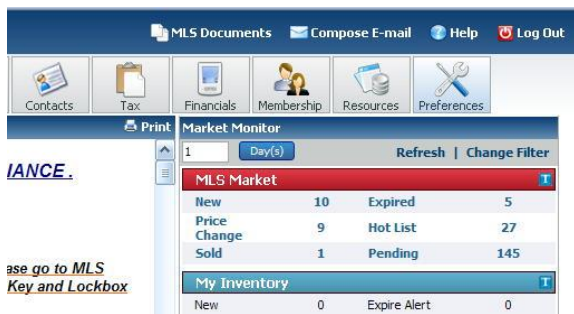 MLS Documents Compose E-mail Help Log Out
Contacts Tax Financials Membership Resources Preferences
Print Market Monitor
1 Day(s) Refresh | Change Filter
IANCE .
MLS Market T
New 10 Expired 5
Price Change 9 Hot List 27
Sold 1 Pending 145
ase go to MLS
Key and Lockbox
My Inventory T
New 0 Expire Alert 0